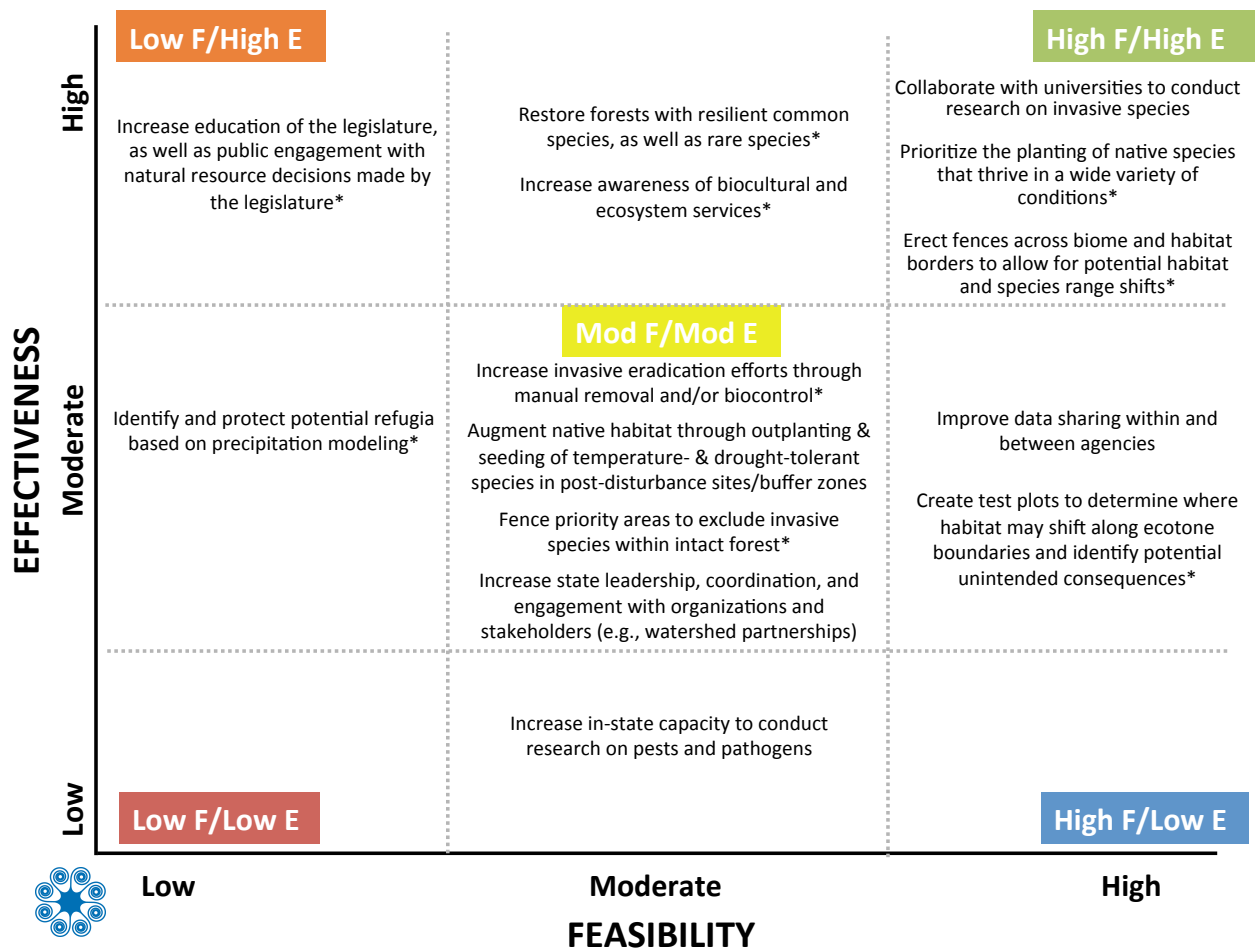 Low F/High E
High F/High E
High
Increase education of the legislature,
as well as public engagement with
natural resource decisions made by
the legislature*
Restore forests with resilient common
species, as well as rare species*
Increase awareness of biocultural and
ecosystem services*
Collaborate with universities to conduct
research on invasive species
Prioritize the planting of native species
that thrive in a wide variety of
conditions*
Erect fences across biome and habitat
borders to allow for potential habitat
and species range shifts*
EFFECTIVENESS
Moderate
Identify and protect potential refugia
based on precipitation modeling*
Mod F/Mod E
Increase invasive eradication efforts through
manual removal and/or biocontrol*
Augment native habitat through outplanting &
seeding of temperature- & drought-tolerant
species in post-disturbance sites/buffer zones
Fence priority areas to exclude invasive
species within intact forest*
Increase state leadership, coordination, and
engagement with organizations and
stakeholders (e.g., watershed partnerships)
Improve data sharing within and
between agencies
Create test plots to determine where
habitat may shift along ecotone
boundaries and identify potential
unintended consequences*
Low
Increase in-state capacity to conduct
research on pests and pathogens
Low F/Low E
High F/Low E
Low
Moderate
High
FEASIBILITY